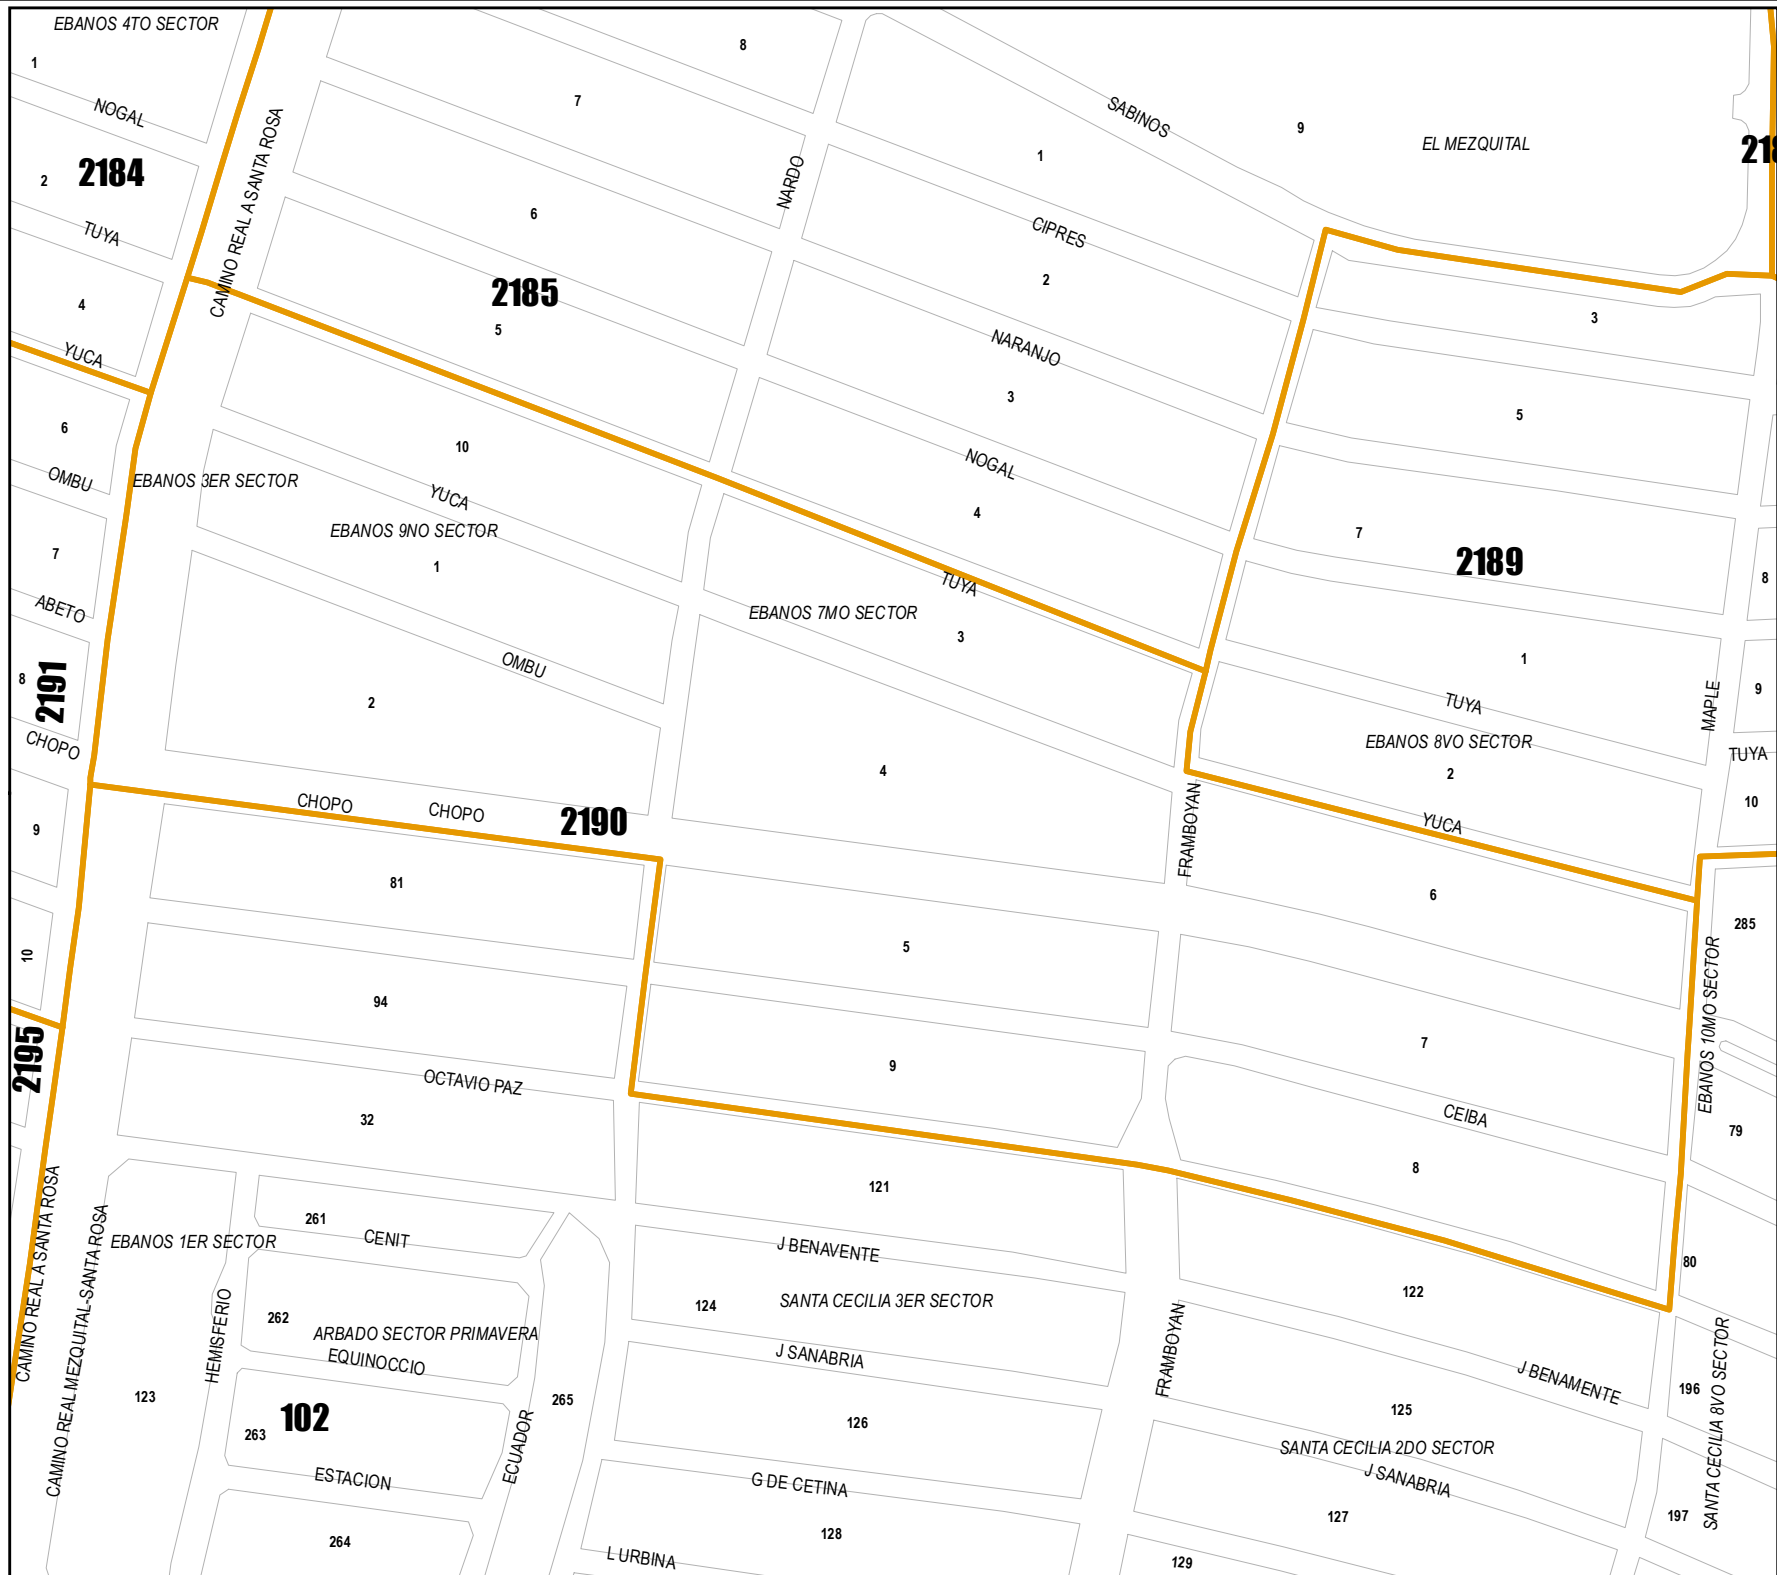 EBANOS 4TO SECTOR
1
NOGAL
2184
2
TUYA
4
YUCA
6
OMBU
7
ABETO
8
2191
CHOPO
9
10
2195
CAMINO REAL A SANTA ROSA
8
7
6
5
2185
NARDO
SABINOS
9
EL MEZQUITAL
1
CIPRES
2
NARANJO
3
NOGAL
4
TUYA
3
5
7
2189
8
1
TUYA
MAPLE
9
EBANOS 8VO SECTOR
2
TUYA
10
YUCA
EBANOS 3ER SECTOR
10
YUCA
EBANOS 9NO SECTOR
1
OMBU
2
EBANOS 7MO SECTOR
3
4
FRAMBOYAN
CHOPO
CHOPO
2190
6
285
5
9
7
CEIBA
8
EBANOS 10MO SECTOR
79
80
81
94
OCTAVIO PAZ
32
121
J BENAVENTE
122
261
CENIT
EBANOS 1ER SECTOR
CAMINO REAL A SANTA ROSA
CAMINO REAL MEZQUITAL-SANTA ROSA
HEMISFERIO
262
ARBADO SECTOR PRIMAVERA
EQUINOCCIO
124
SANTA CECILIA 3ER SECTOR
J SANABRIA
FRAMBOYAN
J BENAMENTE
196
SANTA CECILIA 8VO SECTOR
123
102
263
ECUADOR
265
126
125
SANTA CECILIA 2DO SECTOR
J SANABRIA
ESTACION
G DE CETINA
127
197
264
128
L URBINA
129